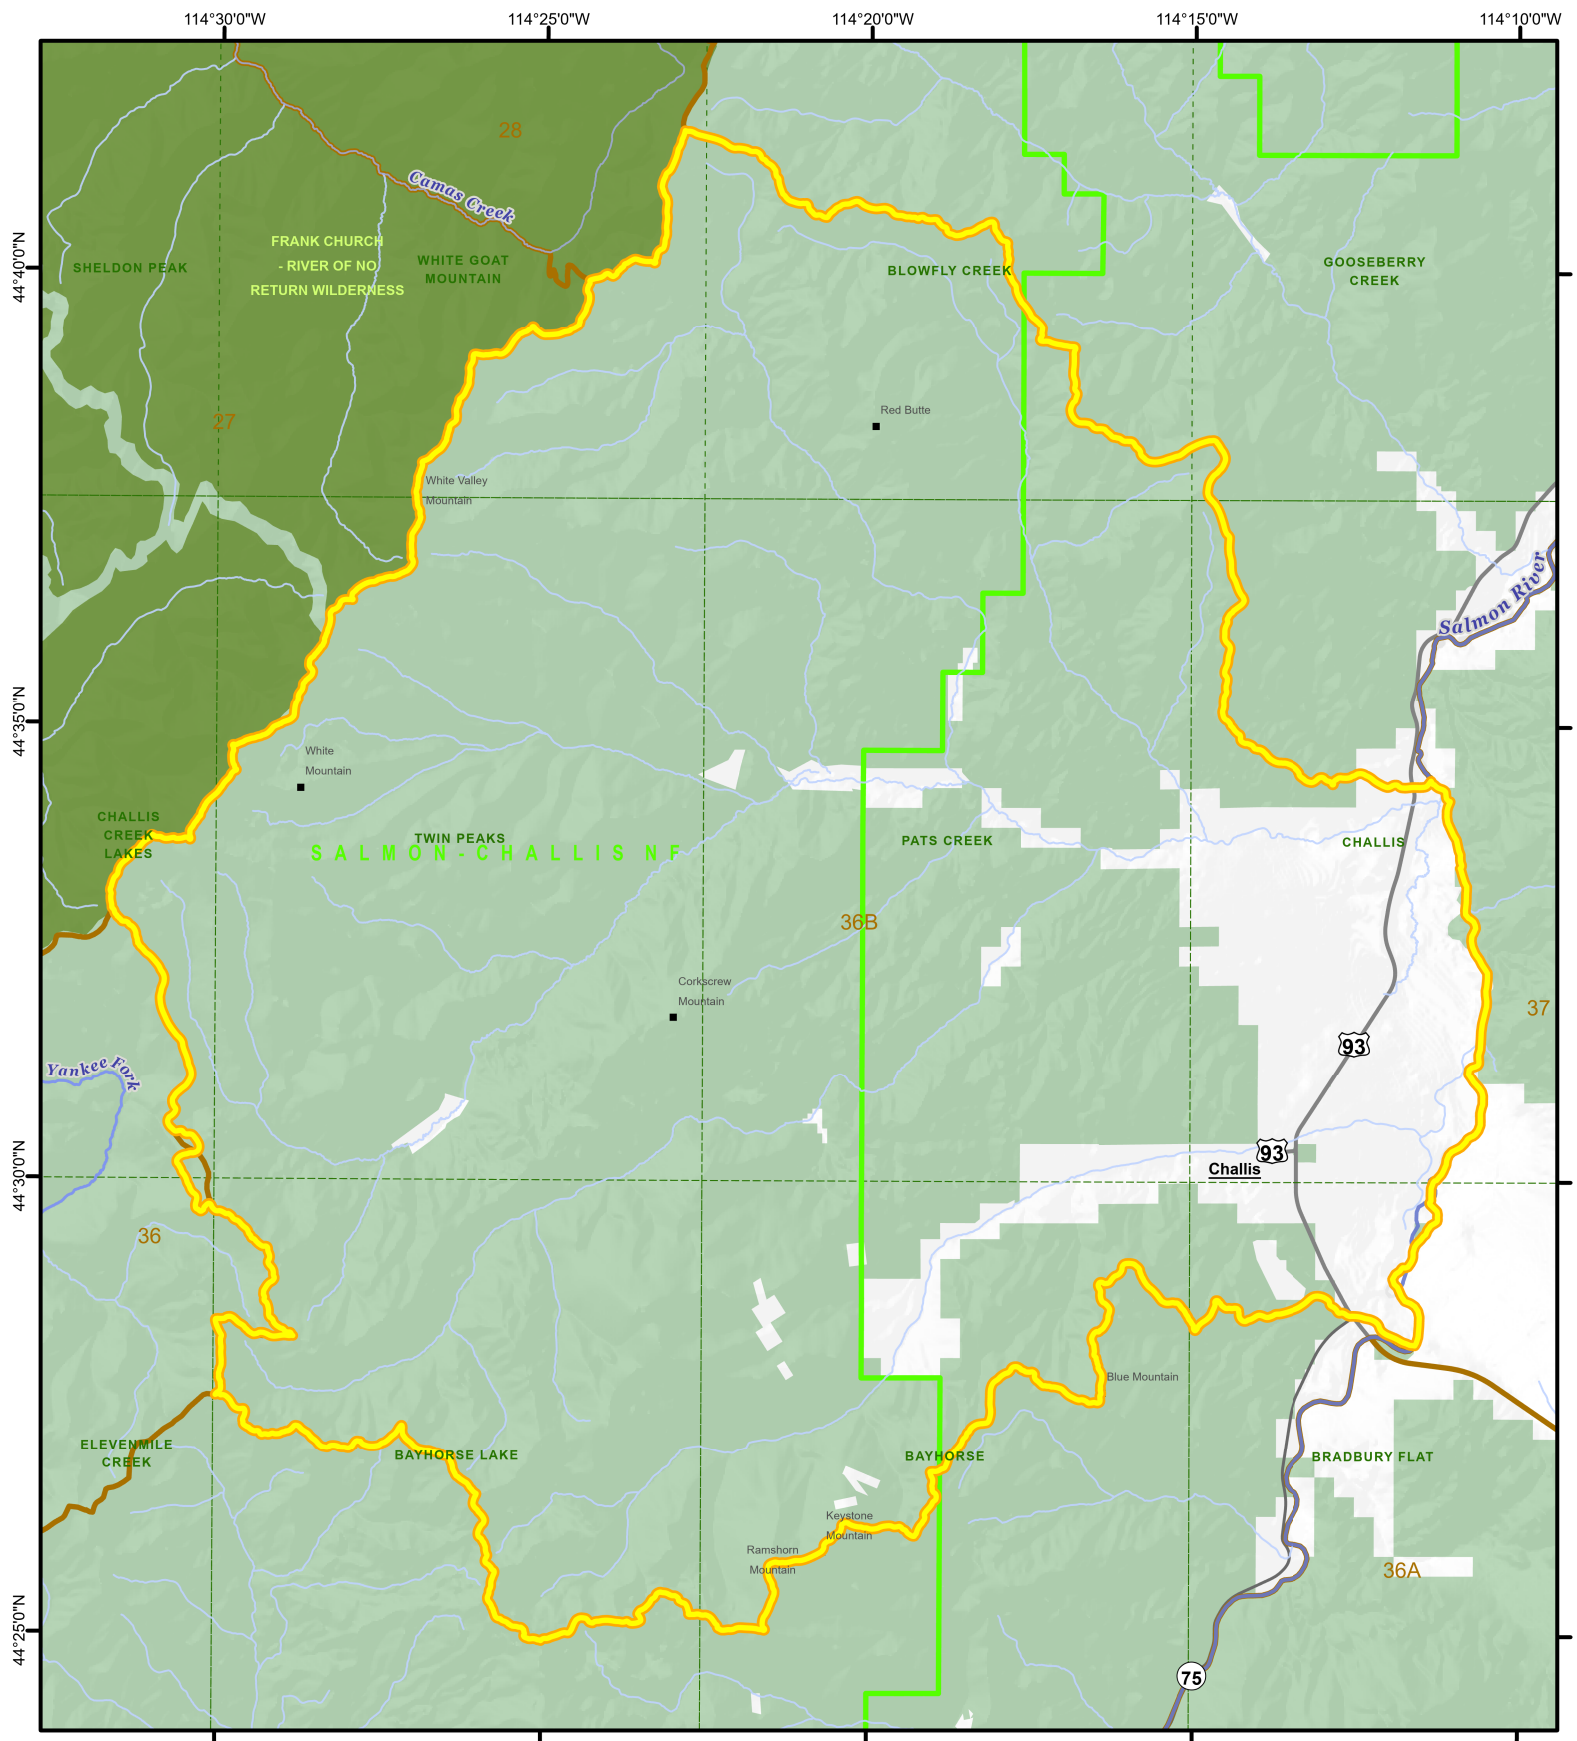 114°30'0"W
114°25'0"W
114°20'0"W
114°15'0"W
114°10'0"W
28
Camas Creek
FRANK CHURCH
- RIVER OF NO
RETURN WILDERNESS
SHELDON PEAK
WHITE GOAT
MOUNTAIN
BLOWFLY CREEK
GOOSEBERRY
CREEK
44°40'0"N
27
Red Butte
White Valley
Mountain
Salmon River
44°35'0"N
White
Mountain
CHALLIS
CREEK
LAKES
TWIN PEAKS
SALMON-CHALLIS NF
PATS CREEK
CHALLIS
36B
Corkscrew
Mountain
37
93
Yankee Fork
93
Challis
44°30'0"N
36
Blue Mountain
ELEVENMILE
CREEK
BAYHORSE LAKE
BAYHORSE
BRADBURY FLAT
Keystone
Mountain
Ramshorn
Mountain
36A
44°25'0"N
75